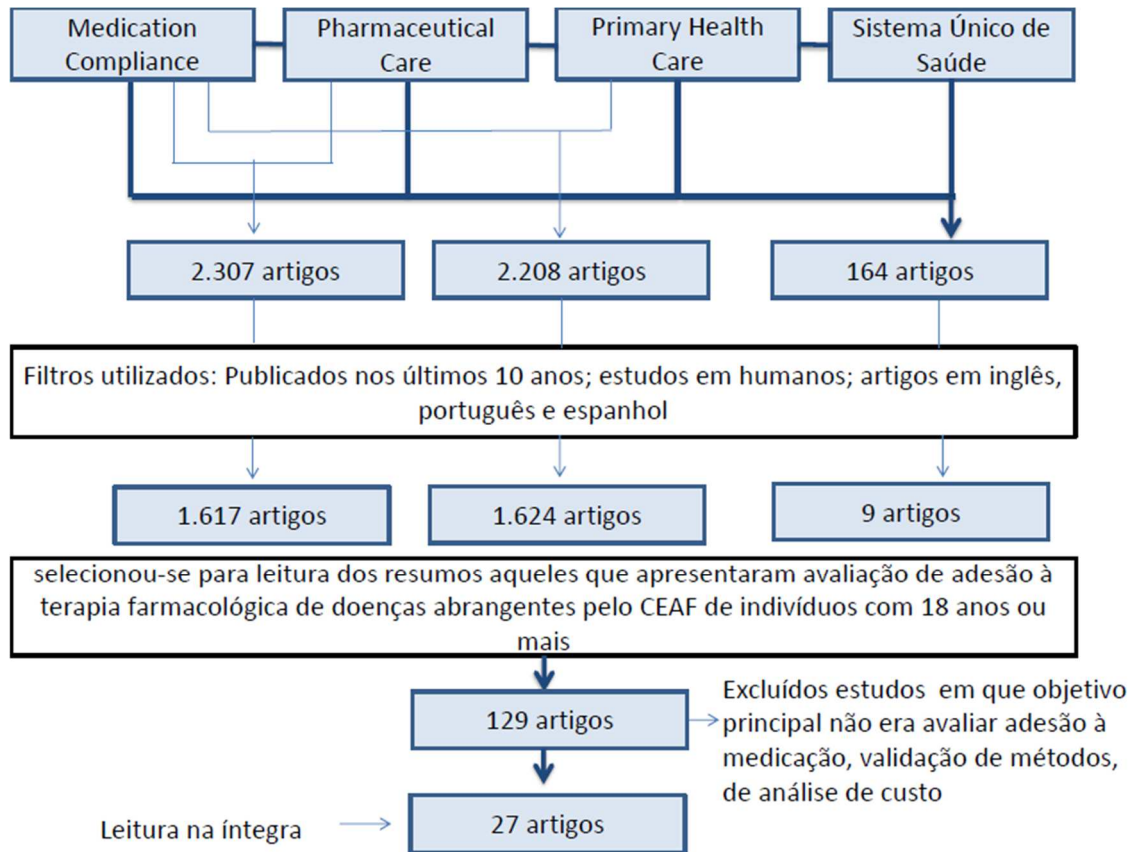 Medication
Compliance
Pharmaceutical
Care
Primary Health
Care
Sistema Único de
Saúde
2.307 artigos
2.208 artigos
164 artigos
Filtros utilizados: Publicados nos últimos 10 anos; estudos em humanos; artigos em inglês,
português e espanhol
1.617 artigos
1.624 artigos
9 artigos
selecionou-se para leitura dos resumos aqueles que apresentaram avaliação de adesão à
terapia farmacológica de doenças abrangentes pelo CEAF de indivíduos com 18 anos ou
mais
129 artigos
Excluídos estudos em que objetivo
principal não era avaliar adesão à
medicação, validação de métodos,
de análise de custo
Leitura na íntegra
27 artigos